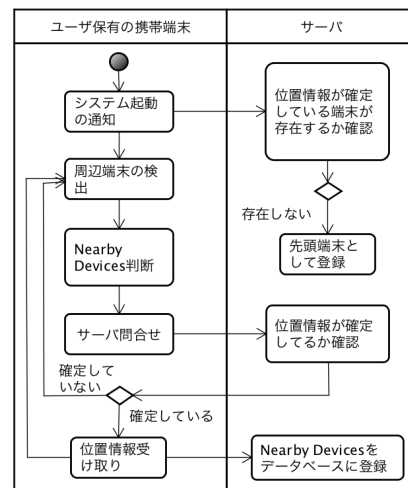 ユーザ保有の携帯端末
サーバ
システム起動
の通知
位置情報が確定
している端末が
存在するか確認
周辺端末の検
出
存在しない
先頭端末と
して登録
Nearby
Devices判断
サーバ問合せ
位置情報が確定
してるか確認
確定して
いない
確定している
位置情報受
け取り
Nearby Devicesを
データベースに登録